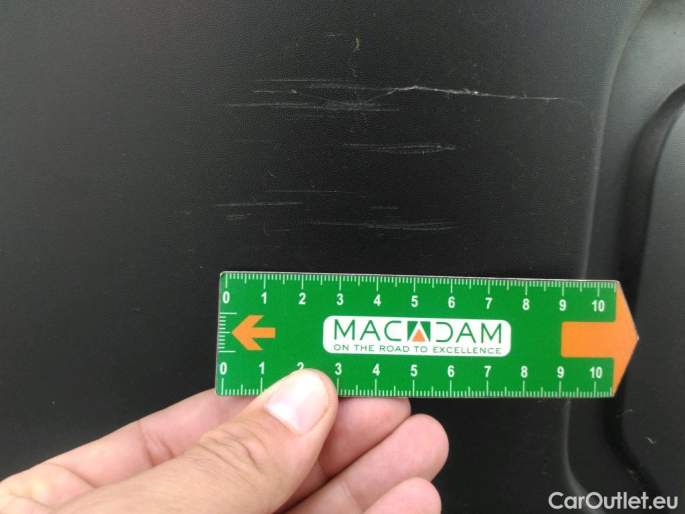 0 1 2 3 4 5 6 7 8 9 10
MACADAM
ON THE ROAD TO EXCELLENCE
0 1 2 3 4 5 6 7 8 9 10
CarOutlet.eu